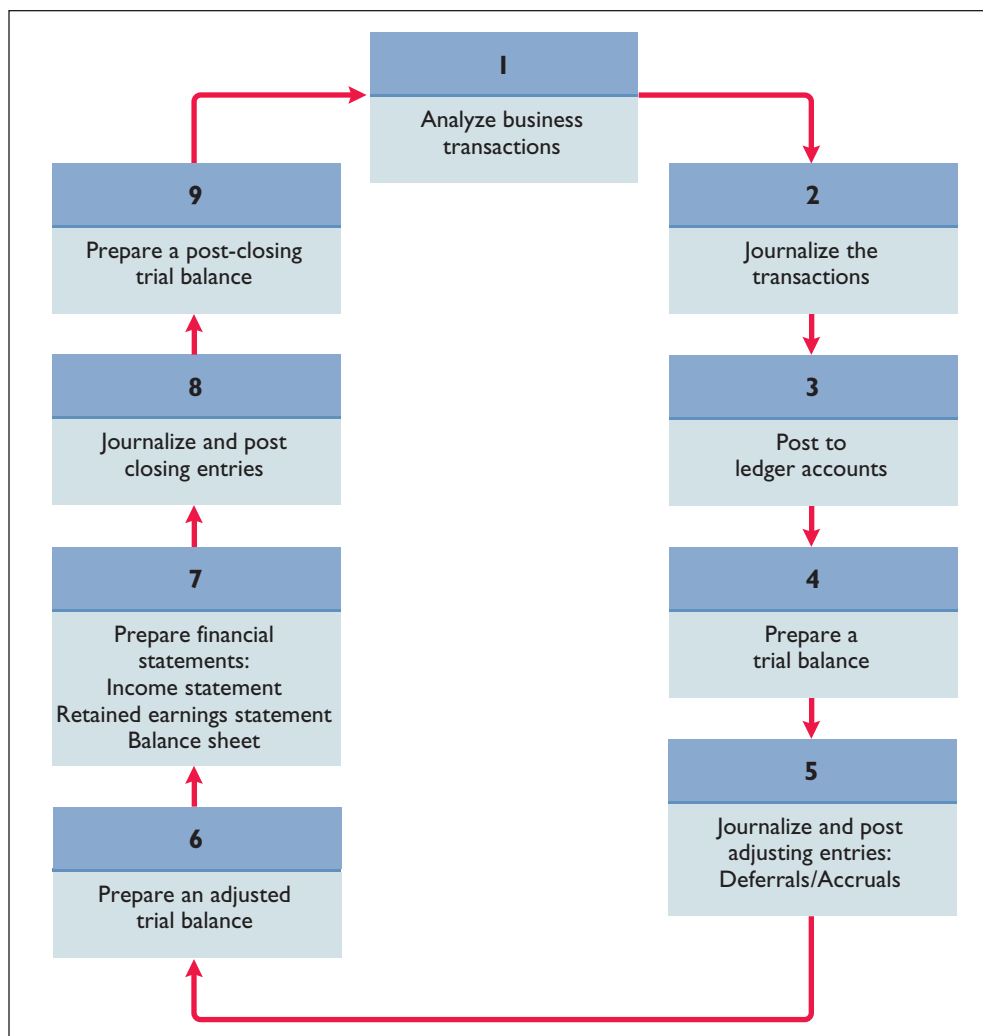 1
Analyze business
transactions
2
Journalize the
transactions
3
Post to
ledger accounts
4
Prepare a
trial balance
5
Journalize and post
adjusting entries:
Deferrals/Accruals
6
Prepare an adjusted
trial balance
7
Prepare financial
statements:
Income statement
Retained earnings statement
Balance sheet
8
Journalize and post
closing entries
9
Prepare a post-closing
trial balance